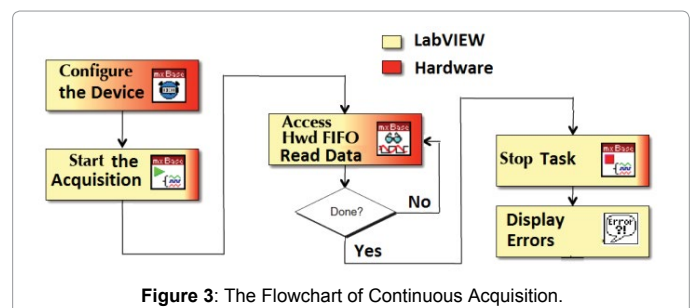 LabVIEW
Hardware
Configure
the Device
mxBase
Start the
Acquisition
mxBase
Access
Hwd FIFO
Read Data
mxBase
Done?
No
Yes
Stop Task
mxBase
Display
Errors
Error
?!
Figure 3: The Flowchart of Continuous Acquisition.